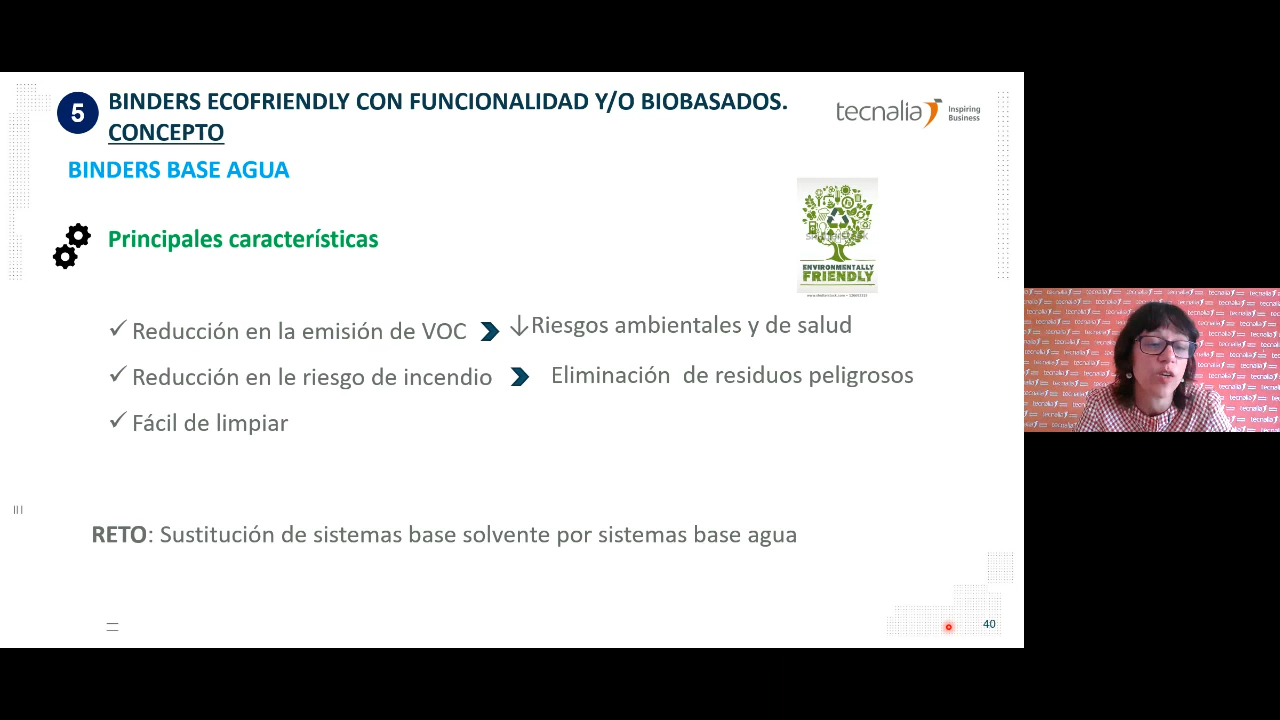 5
BINDERS ECOFRIENDLY CON FUNCIONALIDAD Y/O BIOBASADOS.
CONCEPTO
tecnalia Inspiring
Business
BINDERS BASE AGUA
Principales características
ENVIRONMENTALLY
FRIENDLY
✓ Reducción en la emisión de VOC ↓Riesgos ambientales y de salud
✓ Reducción en le riesgo de incendio Eliminación de residuos peligrosos
✓ Fácil de limpiar
RETO: Sustitución de sistemas base solvente por sistemas base agua
40